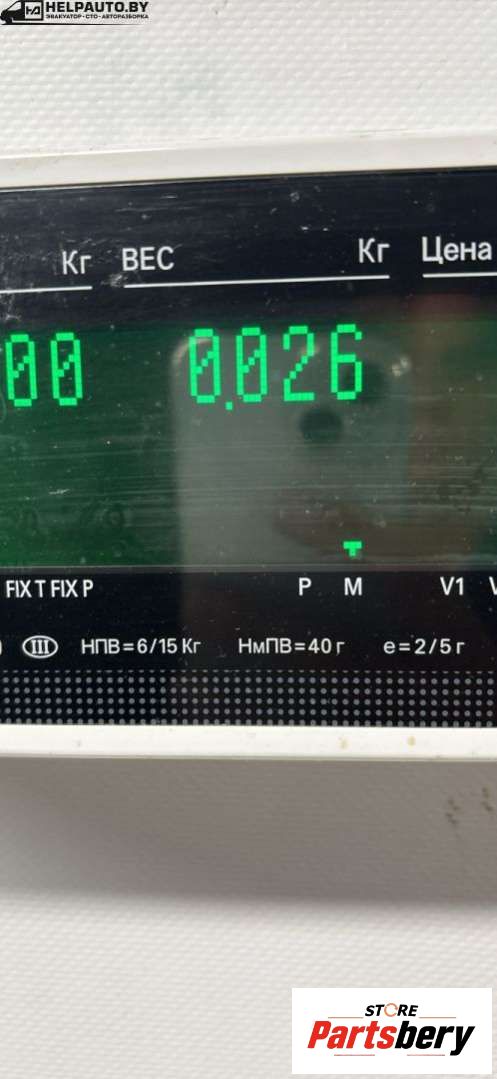 HELPAUTO.BY
ЭВАКУАТОР • СТО • АВТОРАЗБОРКА
Кг ВЕС Кг Цена
00 0.026
FIX T FIX P P M V1
III НПВ=6/15 Кг НмПВ=40 г e=2/5 г
STORE
Partsbery